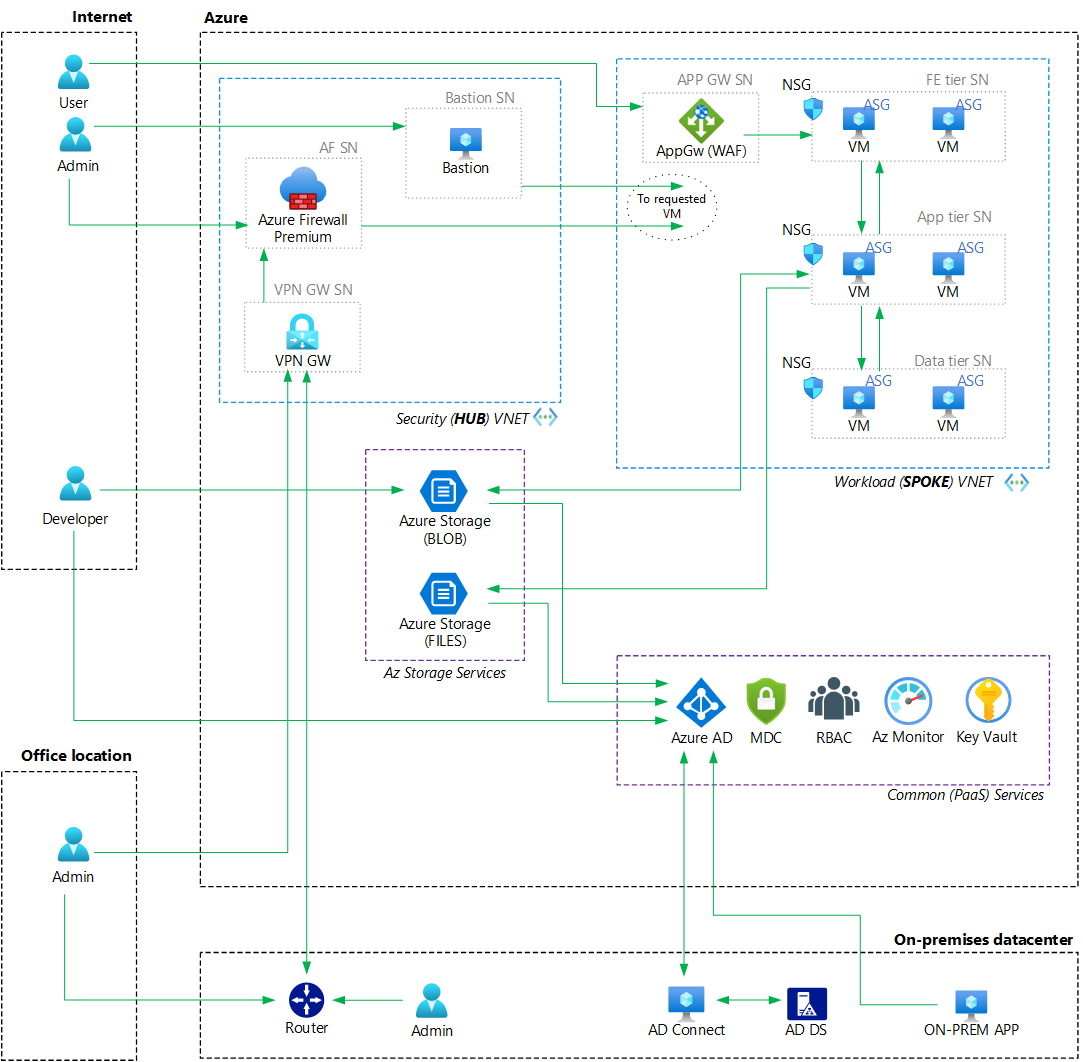 Internet
Azure
User
Admin
Bastion SN
Bastion
AF SN
Azure Firewall
Premium
VPN GW SN
VPN GW
Security (HUB) VNET
APP GW SN
AppGw (WAF)
To requested
VM
NSG
FE tier SN
ASG
VM
ASG
VM
NSG
App tier SN
ASG
VM
ASG
VM
NSG
Data tier SN
ASG
VM
ASG
VM
Workload (SPOKE) VNET
Developer
Azure Storage
(BLOB)
Azure Storage
(FILES)
Az Storage Services
Azure AD
MDC
RBAC
Az Monitor
Key Vault
Common (PaaS) Services
Office location
Admin
On-premises datacenter
Router
Admin
AD Connect
AD DS
ON-PREM APP